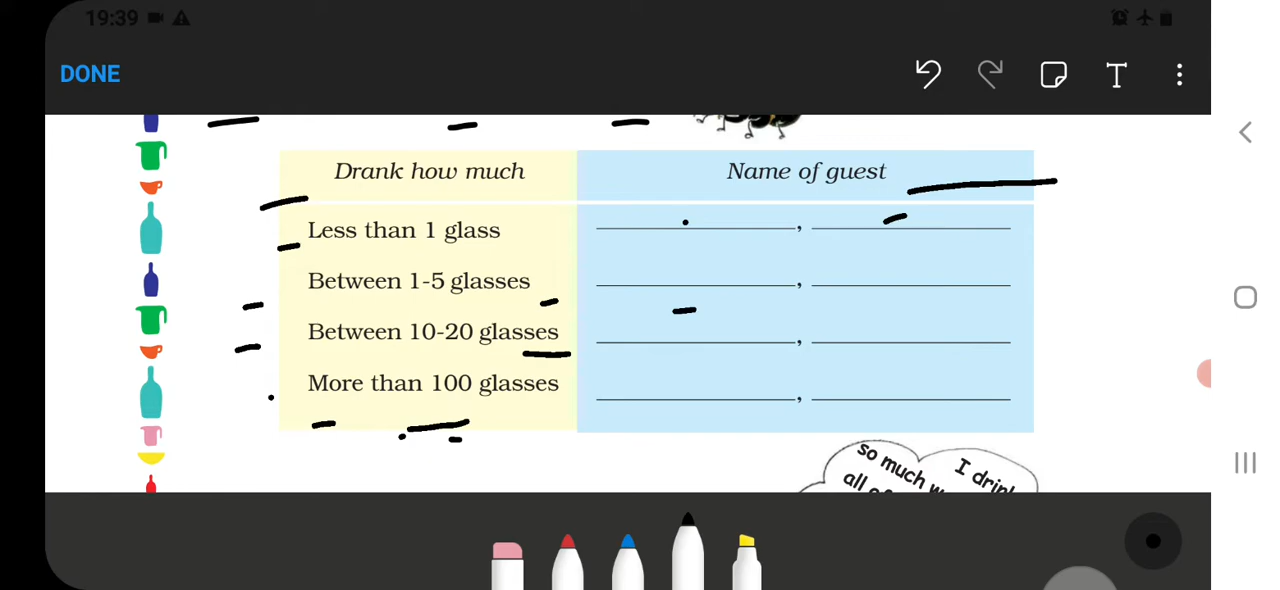 19:39
DONE
T
Drank how much Name of guest
Less than 1 glass ,
Between 1-5 glasses ,
Between 10-20 glasses ,
More than 100 glasses ,
so much
I drin
all